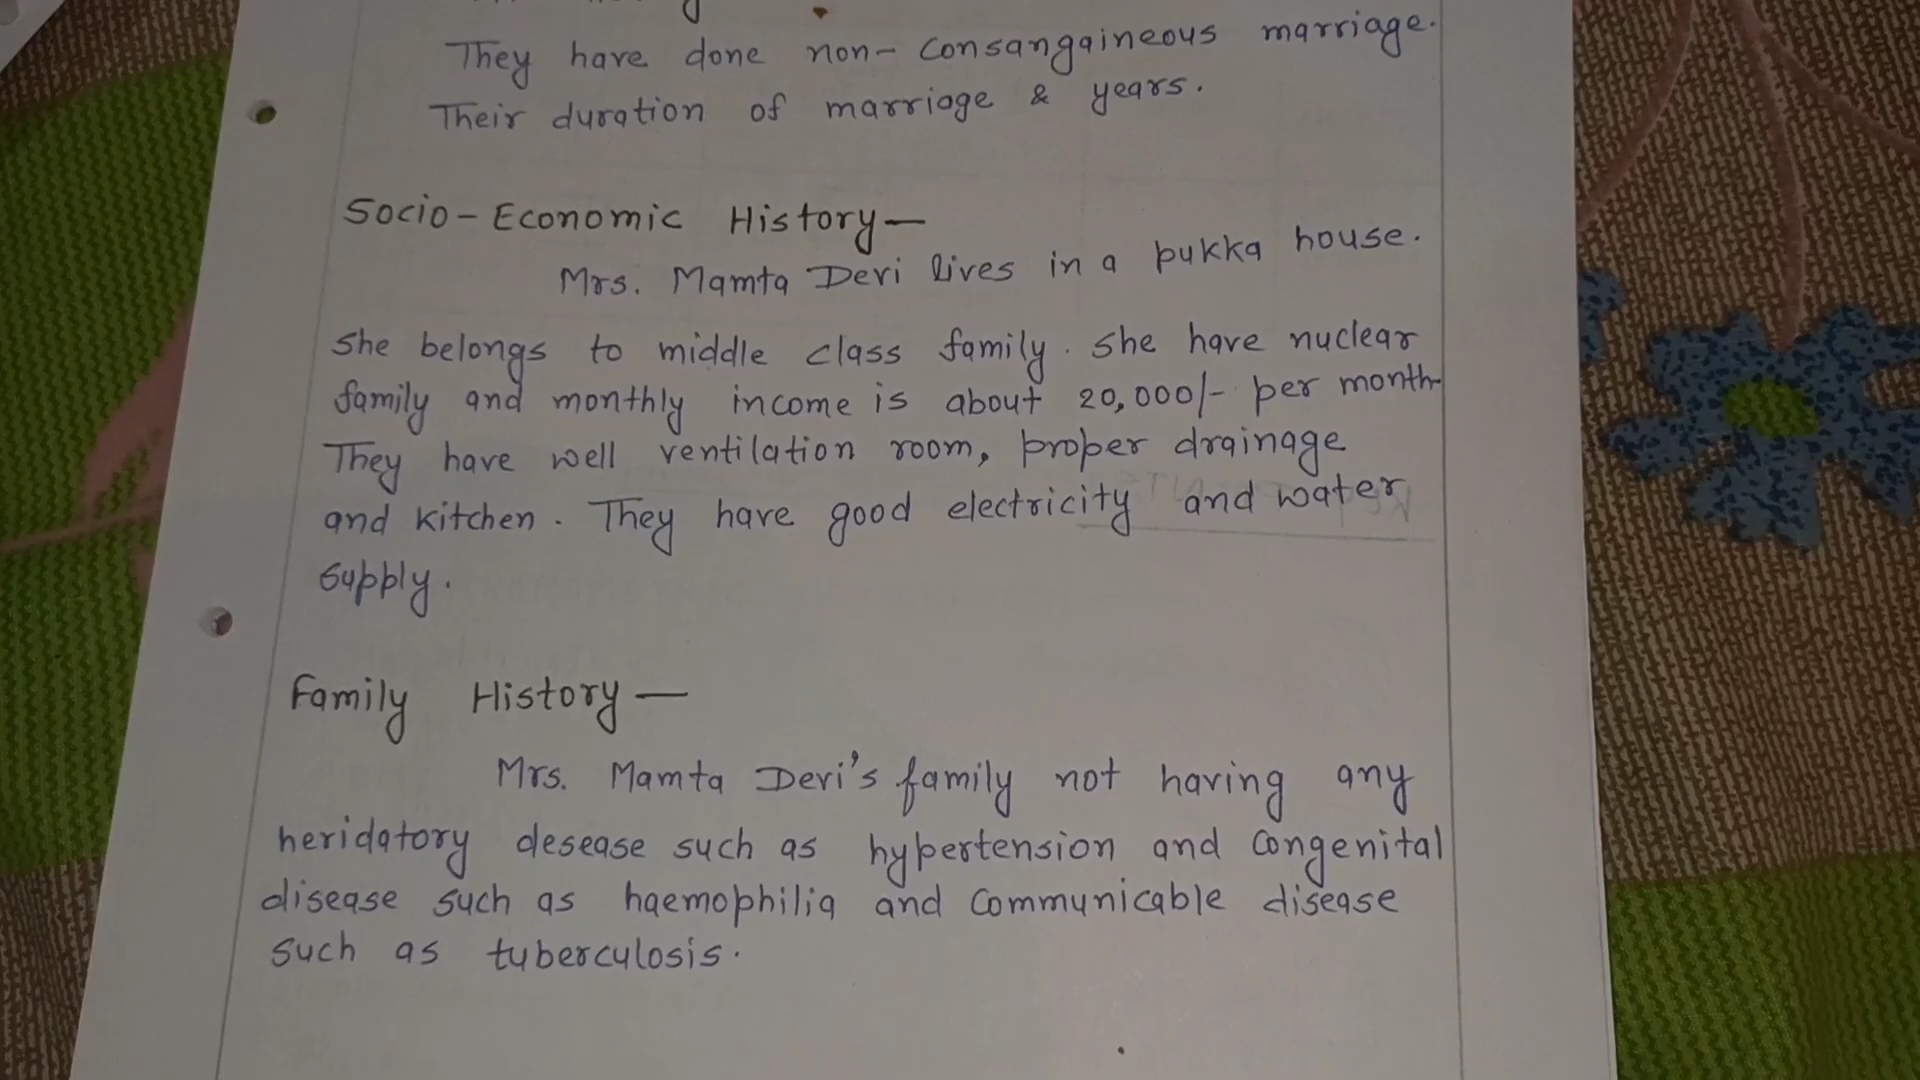 They have done non- consangaineous marriage.
Their duration of marriage & years.
Socio-Economic History—
Mrs. Mamta Devi lives in a pukka house.
She belongs to middle class family. She have nuclear
family and monthly income is about 20,000/- per month
They have well ventilation room, proper drainage
and kitchen. They have good electricity and water
supply.
Family History—
Mrs. Mamta Devi's family not having any
heridatory desease such as hypertension and congenital
disease such as haemophilia and communicable disease
such as tuberculosis.